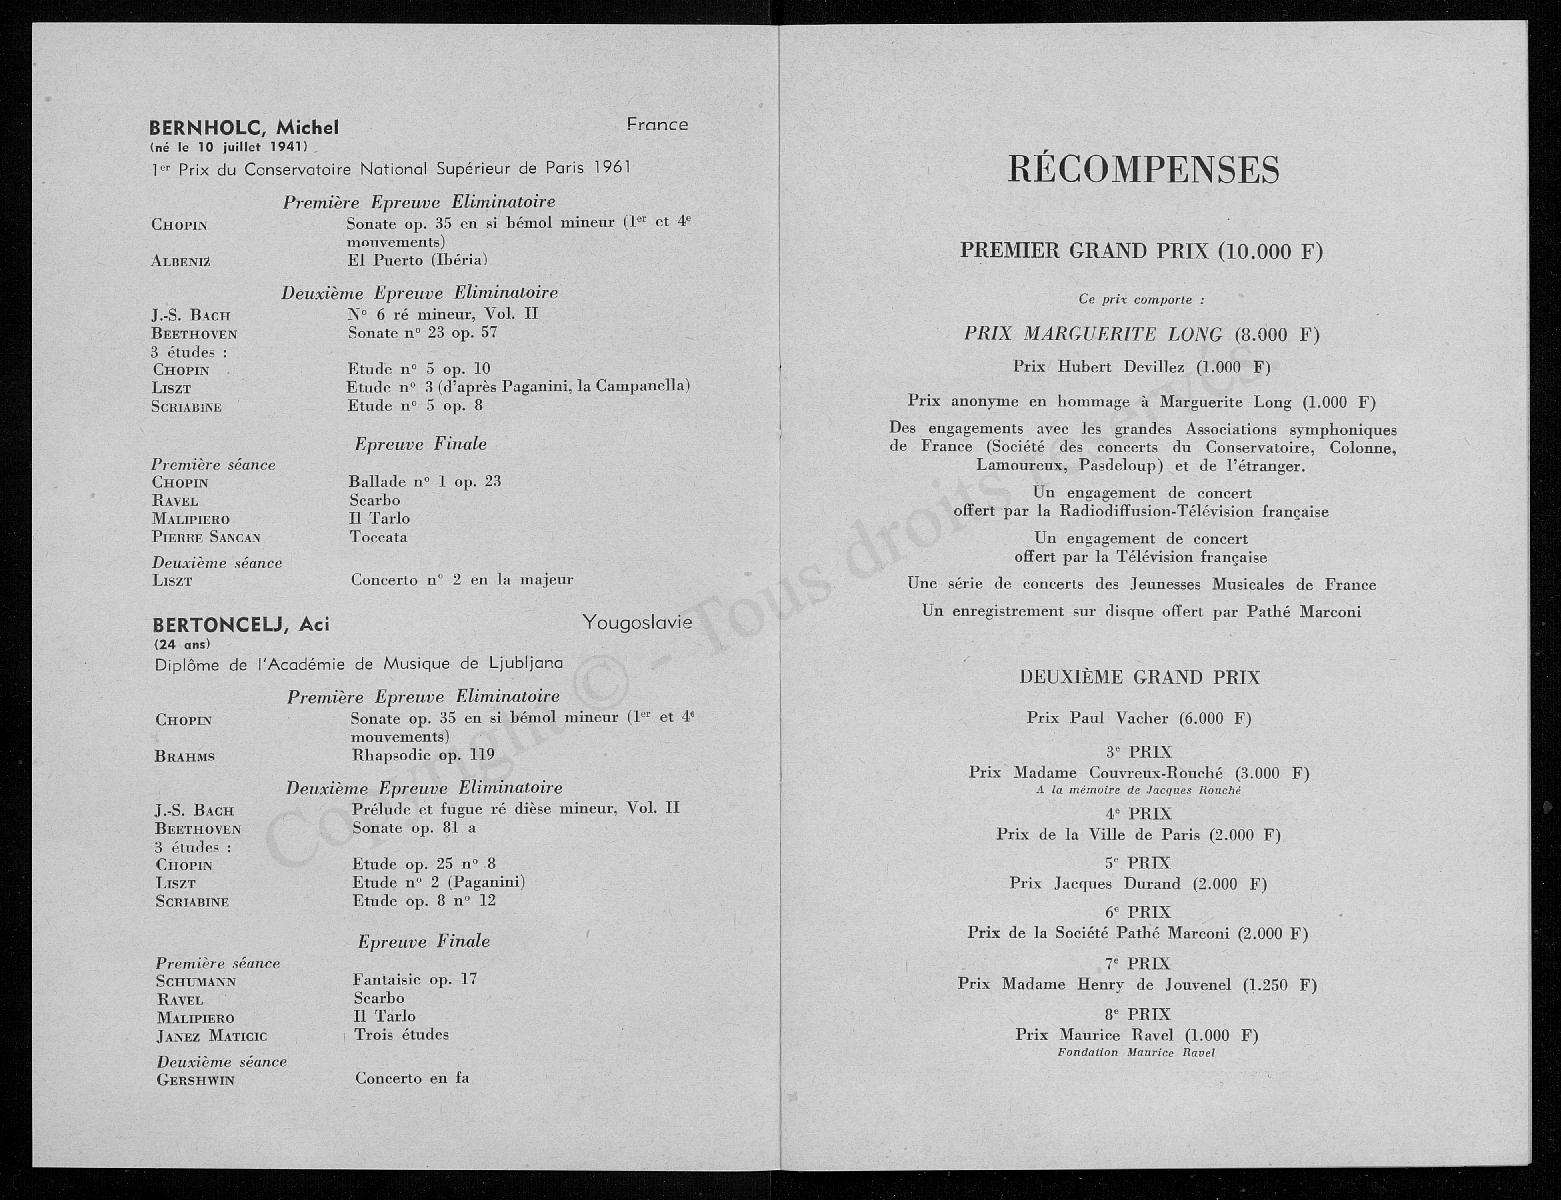 BERNHOLC, Michel France
(né le 10 juillet 1941)
1er Prix du Conservatoire National Supérieur de Paris 1961
Première Epreuve Eliminatoire
CHOPIN Sonate op. 35 en si bémol mineur (1er et 4e
mouvements)
ALBENIZ El Puerto (Ibéria)
Deuxième Epreuve Eliminatoire
J.-S. BACH N° 6 ré mineur, Vol. II
BEETHOVEN Sonate n° 23 op. 57
3 études :
CHOPIN Etude n° 5 op. 10
LISZT Etude n° 3 (d'après Paganini, la Campanella)
SCRIABINE Etude n° 5 op. 8
Epreuve Finale
Première séance
CHOPIN Ballade n° 1 op. 23
RAVEL Scarbo
MALIPIERO Il Tarlo
PIERRE SANCAN Toccata
Deuxième séance
LISZT Concerto n° 2 en la majeur
BERTONCELJ, Aci Yougoslavie
(24 ans)
Diplôme de l'Académie de Musique de Ljubljana
Première Epreuve Eliminatoire
CHOPIN Sonate op. 35 en si bémol mineur (1er et 4e
mouvements)
BRAHMS Rhapsodie op. 119
Deuxième Epreuve Eliminatoire
J.-S. BACH Prélude et fugue ré dièse mineur, Vol. II
BEETHOVEN Sonate op. 81 a
3 études :
CHOPIN Etude op. 25 n° 8
LISZT Etude n° 2 (Paganini)
SCRIABINE Etude op. 8 n° 12
Epreuve Finale
Première séance
SCHUMANN Fantaisie op. 17
RAVEL Scarbo
MALIPIERO Il Tarlo
JANEZ MATICIC Trois études
Deuxième séance
GERSHWIN Concerto en fa
RÉCOMPENSES
PREMIER GRAND PRIX (10.000 F)
Ce prix comporte :
PRIX MARGUERITE LONG (8.000 F)
Prix Hubert Devillez (1.000 F)
Prix anonyme en hommage à Marguerite Long (1.000 F)
Des engagements avec les grandes Associations symphoniques
de France (Société des concerts du Conservatoire, Colonne,
Lamoureux, Pasdeloup) et de l'étranger.
Un engagement de concert
offert par la Radiodiffusion-Télévision française
Un engagement de concert
offert par la Télévision française
Une série de concerts des Jeunesses Musicales de France
Un enregistrement sur disque offert par Pathé Marconi
DEUXIÈME GRAND PRIX
Prix Paul Vacher (6.000 F)
3e PRIX
Prix Madame Couvreux-Rouché (3.000 F)
A la mémoire de Jacques Rouché
4e PRIX
Prix de la Ville de Paris (2.000 F)
5e PRIX
Prix Jacques Durand (2.000 F)
6e PRIX
Prix de la Société Pathé Marconi (2.000 F)
7e PRIX
Prix Madame Henry de Jouvenel (1.250 F)
8e PRIX
Prix Maurice Ravel (1.000 F)
Fondation Maurice Ravel
Copyright © - Tous droits réservés.